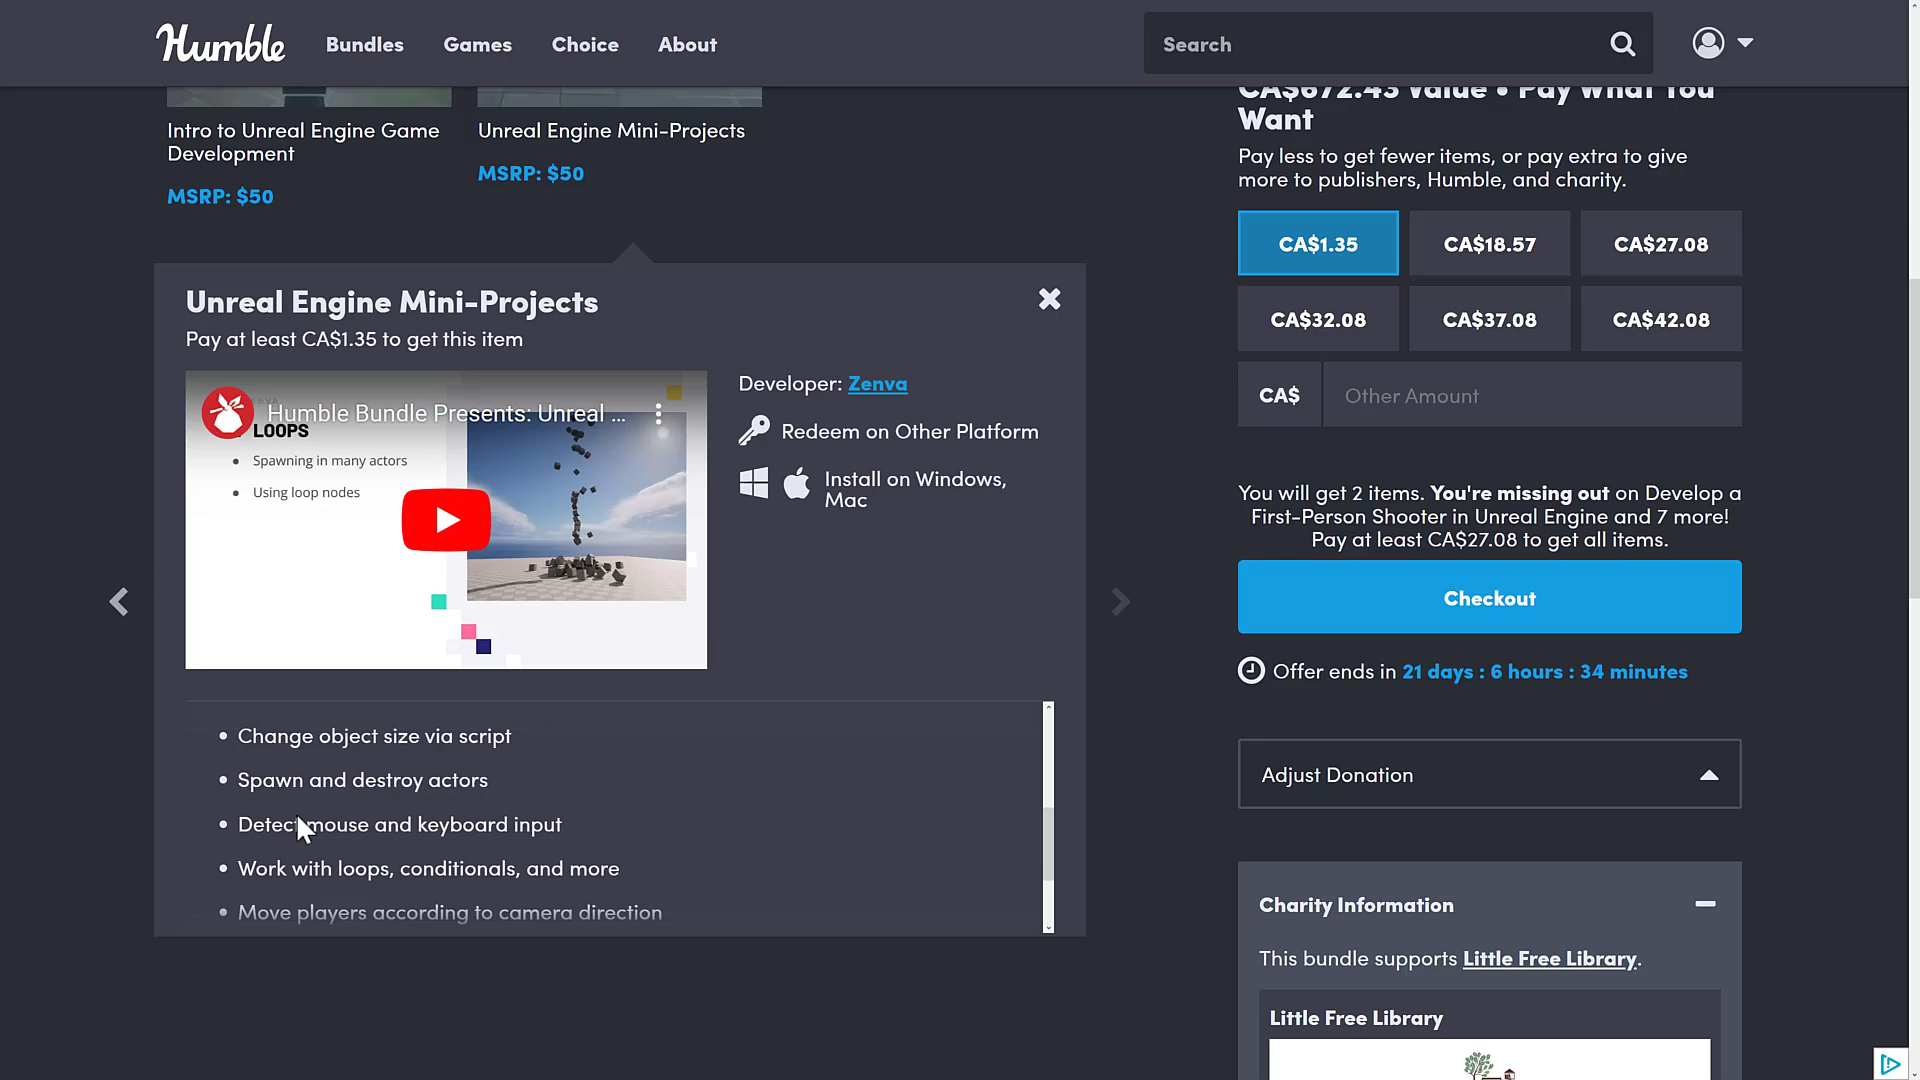 Humble
Bundles
Games
Choice
About
Search
Intro to Unreal Engine Game
Development
MSRP: $50
Unreal Engine Mini-Projects
MSRP: $50
Unreal Engine Mini-Projects
Pay at least CA$1.35 to get this item
Humble Bundle Presents: Unreal ...
LOOPS
• Spawning in many actors
• Using loop nodes
Developer: Zenva
Redeem on Other Platform
Install on Windows,
Mac
• Change object size via script
• Spawn and destroy actors
• Detect mouse and keyboard input
• Work with loops, conditionals, and more
• Move players according to camera direction
CA$672.43 Value • Pay What You
Want
Pay less to get fewer items, or pay extra to give
more to publishers, Humble, and charity.
CA$1.35
CA$18.57
CA$27.08
CA$32.08
CA$37.08
CA$42.08
CA$
Other Amount
You will get 2 items. You're missing out on Develop a
First-Person Shooter in Unreal Engine and 7 more!
Pay at least CA$27.08 to get all items.
Checkout
Offer ends in 21 days : 6 hours : 34 minutes
Adjust Donation
Charity Information
This bundle supports Little Free Library.
Little Free Library